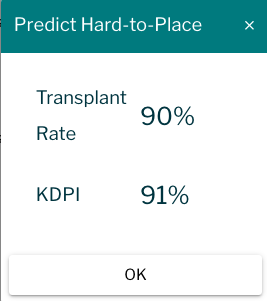 Predict Hard-to-Place ×
Transplant
Rate
90%
KDPI 91%
OK